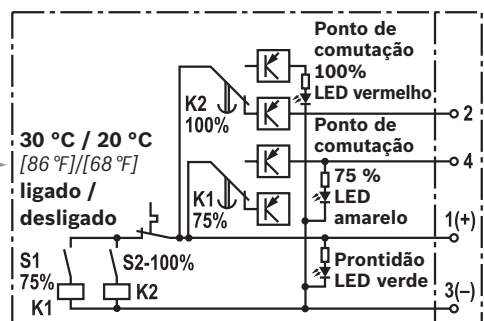 Ponto de
comutação
100%
LED vermelho
K2
100%
2
Ponto de
comutação
30 °C / 20 °C
[86 °F]/[68 °F]
ligado /
desligado
4
75 %
LED
amarelo
K1
75%
1(+)
S1
75%
K1
S2-100%
K2
Prontidão
LED verde
3(–)